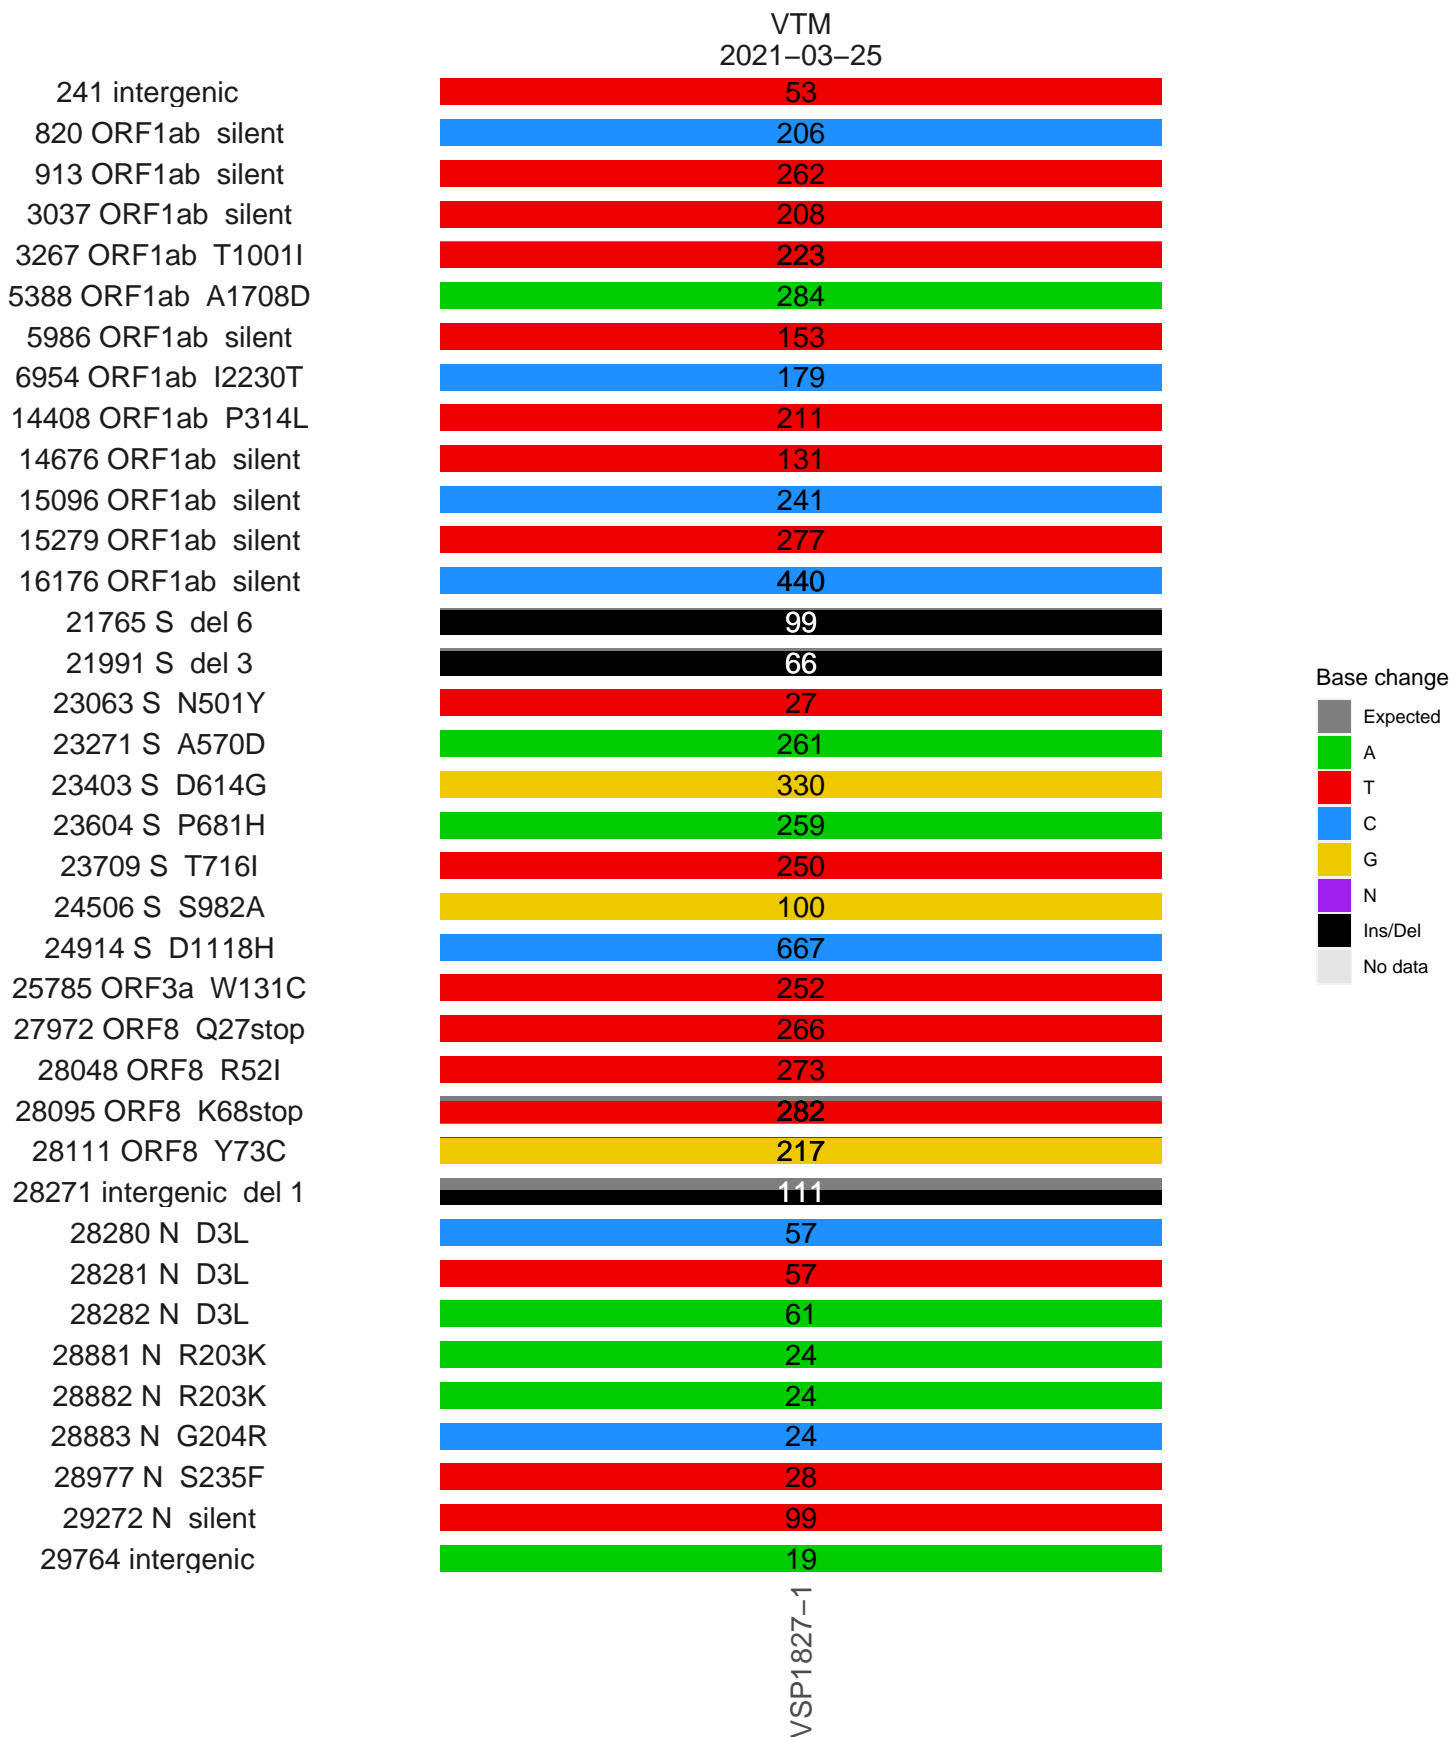 VTM
2021−03−25
241 intergenic 53
820 ORF1ab silent 206
913 ORF1ab silent 262
3037 ORF1ab silent 208
3267 ORF1ab T1001I 223
5388 ORF1ab A1708D 284
5986 ORF1ab silent 153
6954 ORF1ab I2230T 179
14408 ORF1ab P314L 211
14676 ORF1ab silent 131
15096 ORF1ab silent 241
15279 ORF1ab silent 277
16176 ORF1ab silent 440
21765 S del 6 99
21991 S del 3 66
23063 S N501Y 27
23271 S A570D 261
23403 S D614G 330
23604 S P681H 259
23709 S T716I 250
24506 S S982A 100
24914 S D1118H 667
25785 ORF3a W131C 252
27972 ORF8 Q27stop 266
28048 ORF8 R52I 273
28095 ORF8 K68stop 282
28111 ORF8 Y73C 217
28271 intergenic del 1 111
28280 N D3L 57
28281 N D3L 57
28282 N D3L 61
28881 N R203K 24
28882 N R203K 24
28883 N G204R 24
28977 N S235F 28
29272 N silent 99
29764 intergenic 19
VSP1827−1
Base change
Expected
A
T
C
G
N
Ins/Del
No data